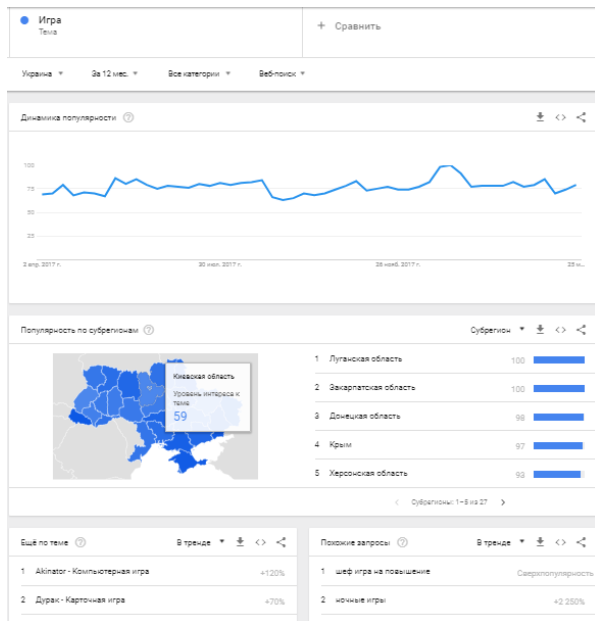 Игра
Тема
+ Сравнить
Украина За 12 мес. Все категории Веб-поиск
Динамика популярности
100
75
50
25
2 апр. 2017 г. 30 июл. 2017 г. 26 нояб. 2017 г. 25 м…
Популярность по субрегионам Субрегион
Киевская область
Уровень интереса к
теме
59
1 Луганская область 100
2 Закарпатская область 100
3 Донецкая область 98
4 Крым 97
5 Херсонская область 93
Субрегионы: 1–5 из 27
Ещё по теме В тренде
1 Akinator - Компьютерная игра +120%
2 Дурак - Карточная игра +70%
Похожие запросы В тренде
1 шеф игра на повышение Сверхпопулярность
2 ночные игры +2 250%